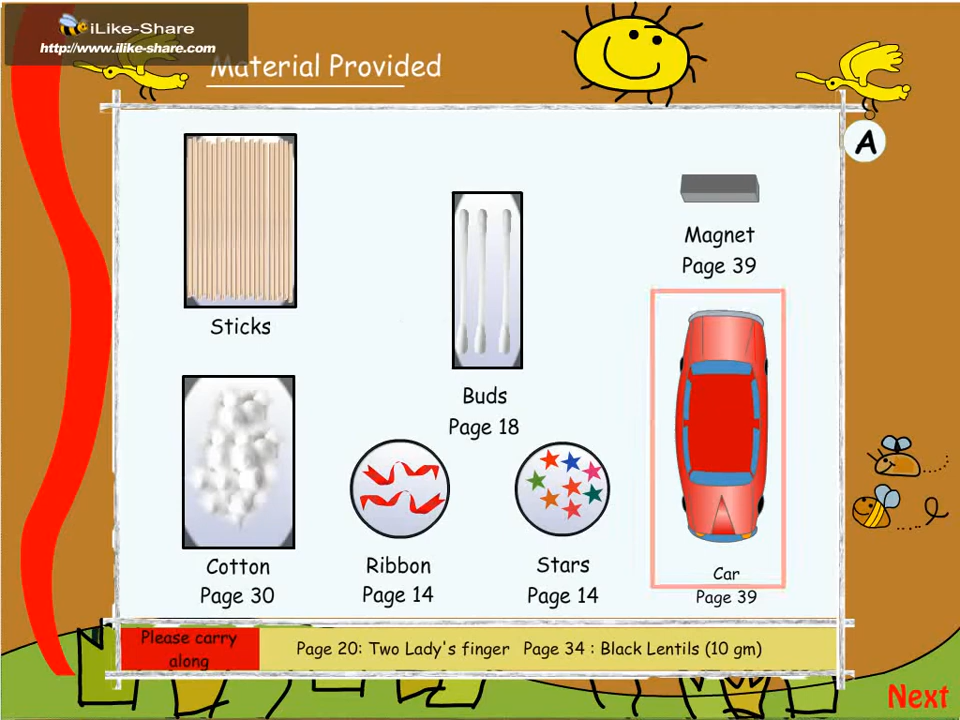 iLike-Share
http://www.ilike-share.com
Material Provided
A
Sticks
Buds
Page 18
Magnet
Page 39
Cotton
Page 30
Ribbon
Page 14
Stars
Page 14
Car
Page 39
Please carry
along
Page 20: Two Lady's finger Page 34 : Black Lentils (10 gm)
Next